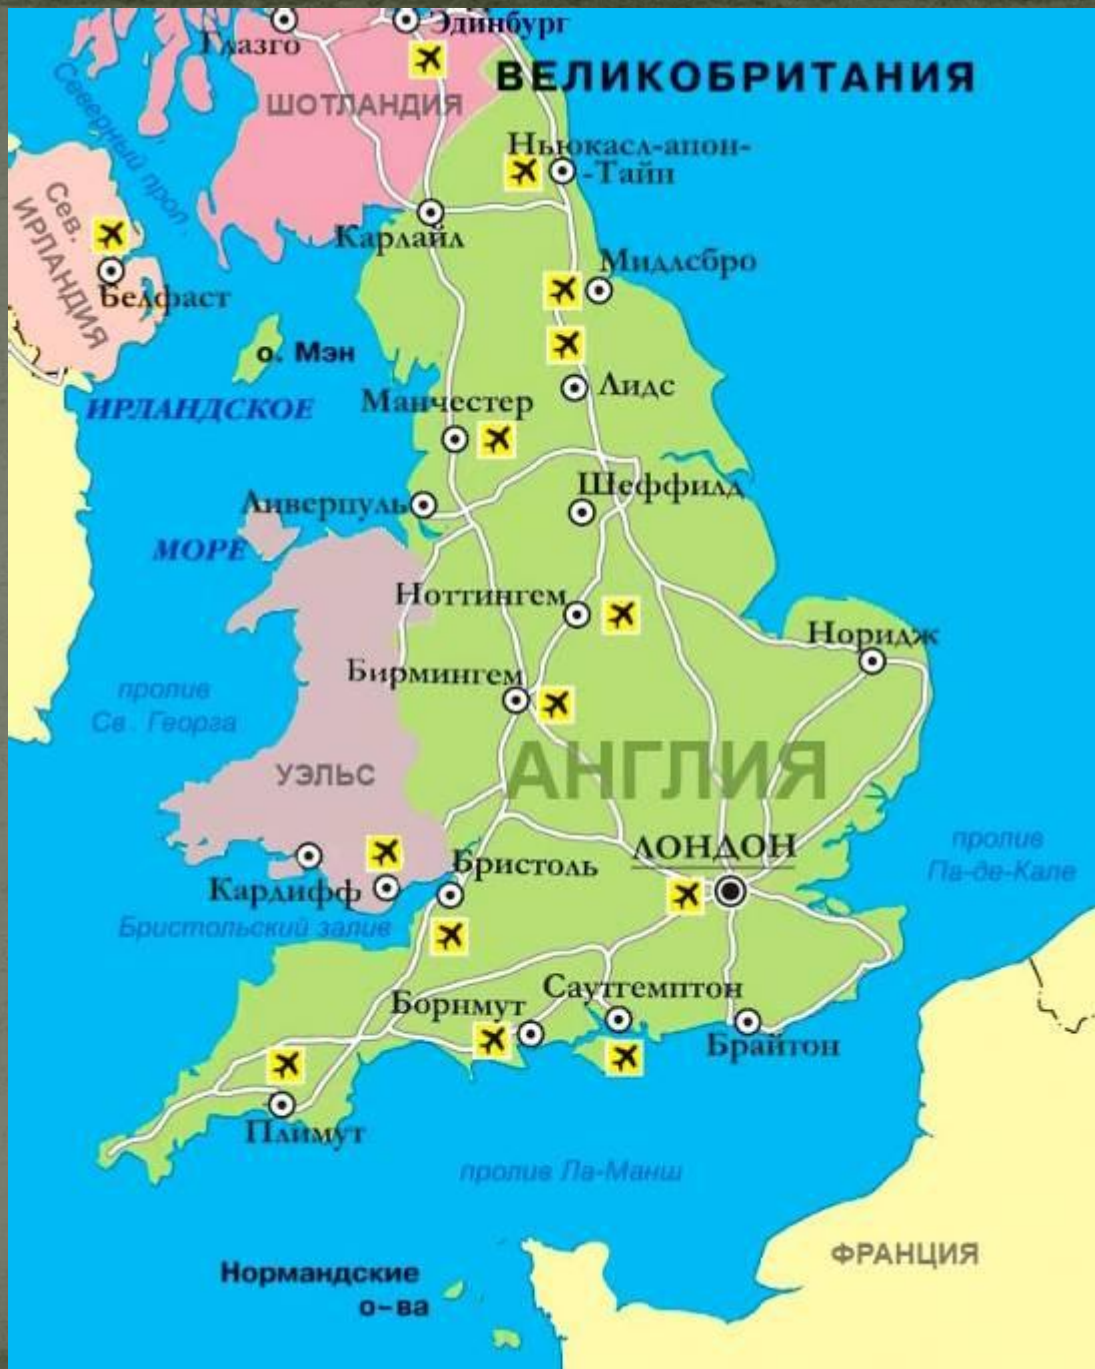 Эдинбург
Глазго
ВЕЛИКОБРИТАНИЯ
ШОТЛАНДИЯ
Северный прол.
Ньюкасл-апон-
-Тайн
Сев.
ИРЛАНДИЯ
Карлайл
Мидлсбро
Белфаст
о. Мэн
Лидс
ИРЛАНДСКОЕ
Манчестер
Шеффилд
Ливерпуль
МОРЕ
Ноттингем
Норидж
Бирмингем
пролив
Св. Георга
АНГЛИЯ
УЭЛЬС
ЛОНДОН
пролив
Па-де-Кале
Бристоль
Кардифф
Бристольский залив
Саутгемптон
Борнмут
Брайтон
Плимут
пролив Ла-Манш
ФРАНЦИЯ
Нормандские
о-ва